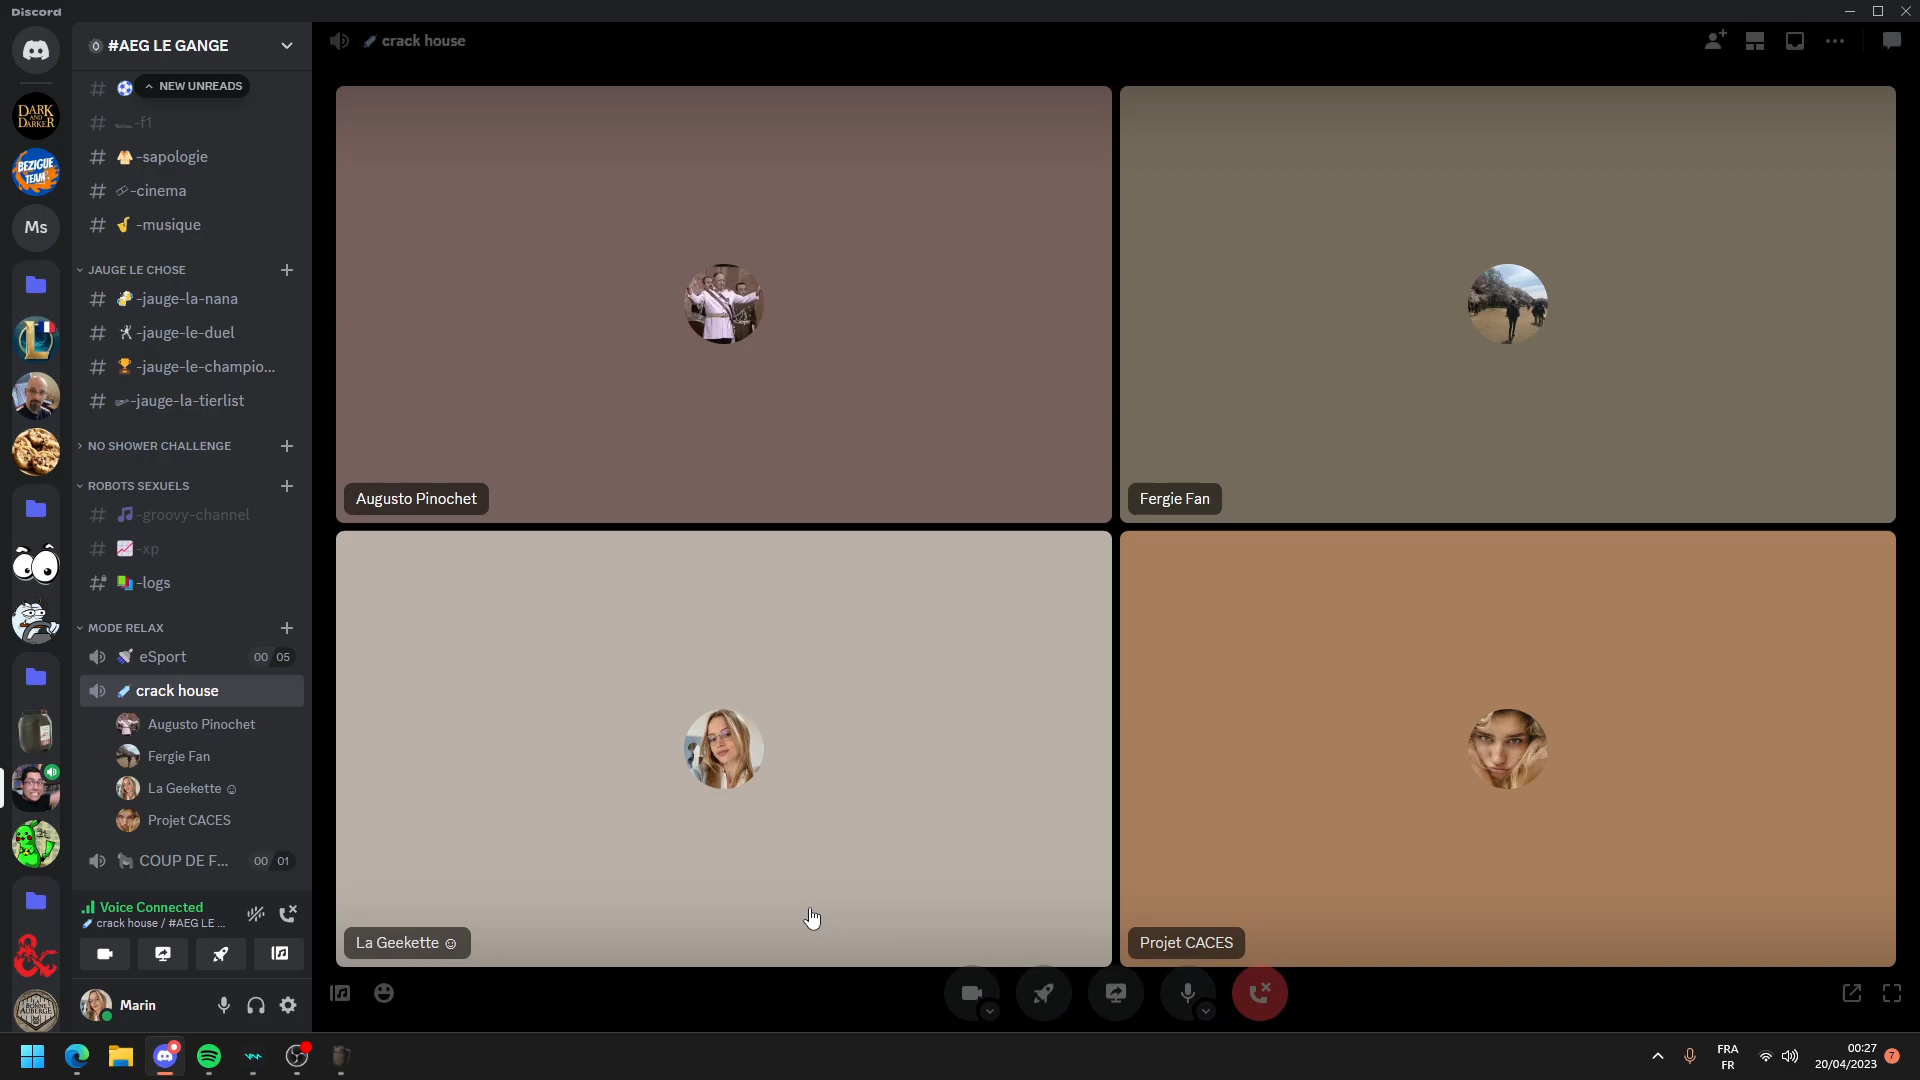 Discord
#AEG LE GANGE
crack house
NEW UNREADS
-f1
-sapologie
-cinema
-musique
JAUGE LE CHOSE
-jauge-la-nana
-jauge-le-duel
-jauge-le-champio...
-jauge-la-tierlist
NO SHOWER CHALLENGE
ROBOTS SEXUELS
-groovy-channel
-xp
-logs
MODE RELAX
eSport 00 05
crack house
Augusto Pinochet
Fergie Fan
La Geekette ☺
Projet CACES
COUP DE F... 00 01
Voice Connected
crack house / #AEG LE ...
Marin
DARK
AND
DARKER
BEZIGUE
TEAM
Ms
Augusto Pinochet
Fergie Fan
La Geekette ☺
Projet CACES
FRA
FR
00:27
20/04/2023
7